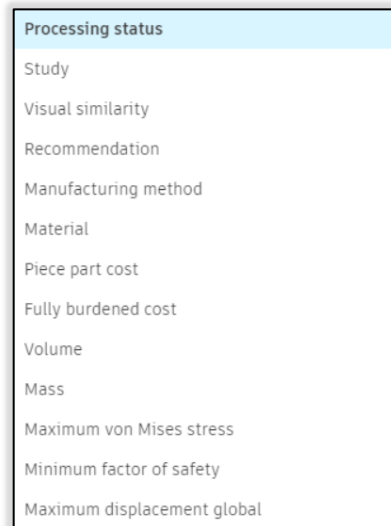 Processing status
Study
Visual similarity
Recommendation
Manufacturing method
Material
Piece part cost
Fully burdened cost
Volume
Mass
Maximum von Mises stress
Minimum factor of safety
Maximum displacement global